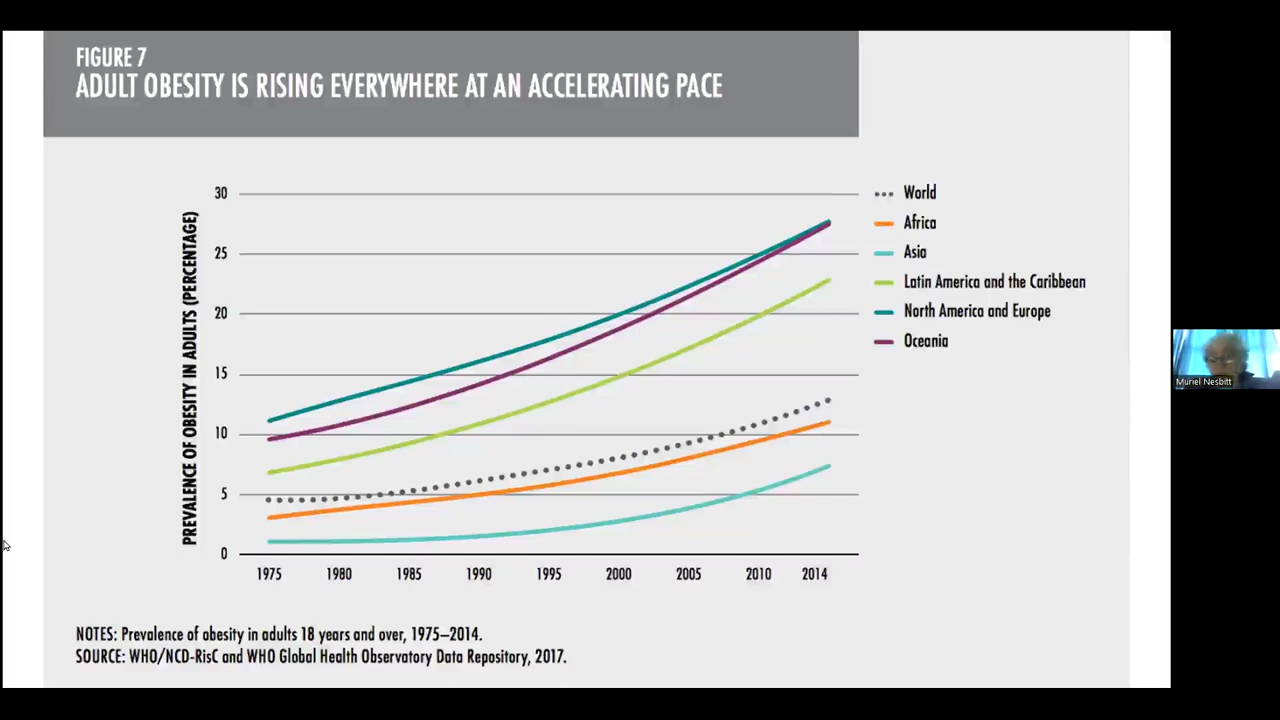 FIGURE 7
ADULT OBESITY IS RISING EVERYWHERE AT AN ACCELERATING PACE
PREVALENCE OF OBESITY IN ADULTS (PERCENTAGE)
30
25
20
15
10
5
0
1975 1980 1985 1990 1995 2000 2005 2010 2014
World
Africa
Asia
Latin America and the Caribbean
North America and Europe
Oceania
Muriel Nesbitt
NOTES: Prevalence of obesity in adults 18 years and over, 1975–2014.
SOURCE: WHO/NCD-RisC and WHO Global Health Observatory Data Repository, 2017.